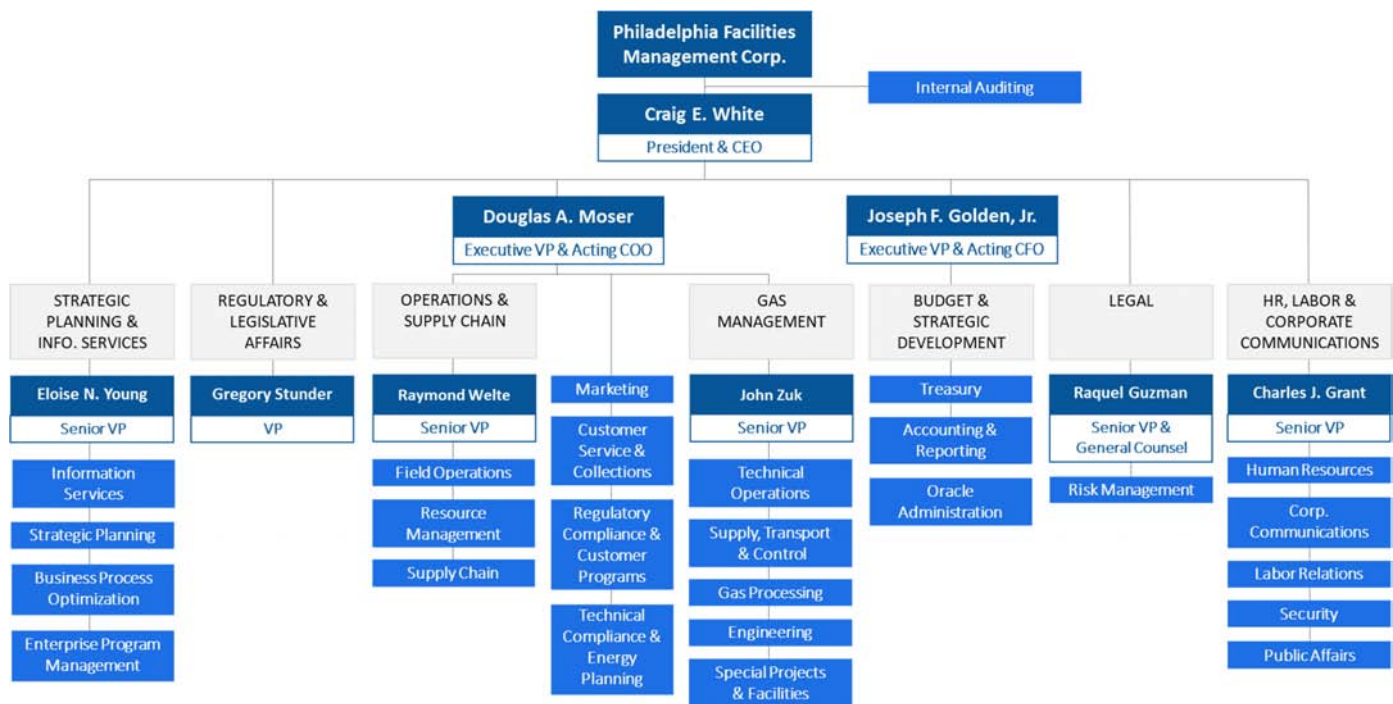 Philadelphia Facilities
Management Corp.
Internal Auditing
Craig E. White
President & CEO
Douglas A. Moser
Executive VP & Acting COO
Joseph F. Golden, Jr.
Executive VP & Acting CFO
STRATEGIC
PLANNING &
INFO. SERVICES
Eloise N. Young
Senior VP
Information
Services
Strategic Planning
Business Process
Optimization
Enterprise Program
Management
REGULATORY &
LEGISLATIVE
AFFAIRS
Gregory Stunder
VP
OPERATIONS &
SUPPLY CHAIN
Raymond Welte
Senior VP
Field Operations
Resource
Management
Supply Chain
Marketing
Customer
Service &
Collections
Regulatory
Compliance &
Customer
Programs
Technical
Compliance &
Energy
Planning
GAS
MANAGEMENT
John Zuk
Senior VP
Technical
Operations
Supply, Transport
& Control
Gas Processing
Engineering
Special Projects
& Facilities
BUDGET &
STRATEGIC
DEVELOPMENT
Treasury
Accounting &
Reporting
Oracle
Administration
LEGAL
Raquel Guzman
Senior VP &
General Counsel
Risk Management
HR, LABOR &
CORPORATE
COMMUNICATIONS
Charles J. Grant
Senior VP
Human Resources
Corp.
Communications
Labor Relations
Security
Public Affairs